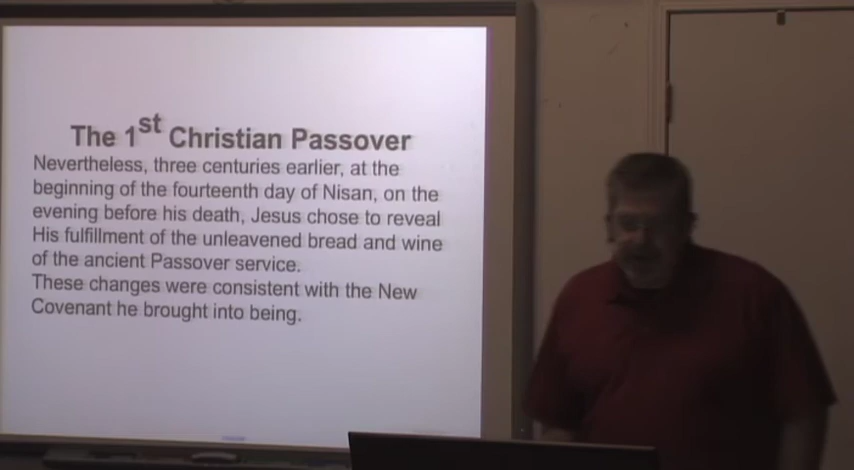 The 1st Christian Passover
Nevertheless, three centuries earlier, at the
beginning of the fourteenth day of Nisan, on the
evening before his death, Jesus chose to reveal
His fulfillment of the unleavened bread and wine
of the ancient Passover service.
These changes were consistent with the New
Covenant he brought into being.